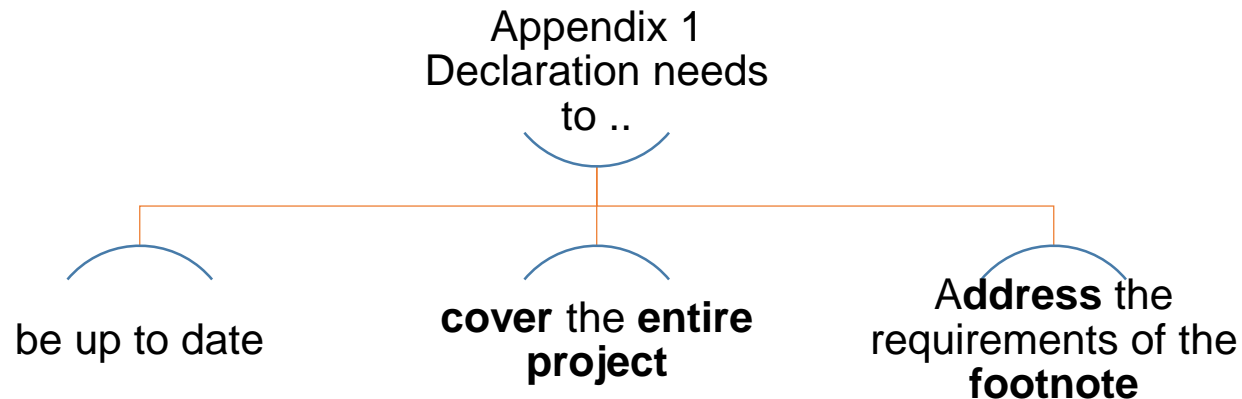 Appendix 1
Declaration needs
to ..
be up to date
cover the entire
project
Address the
requirements of the
footnote